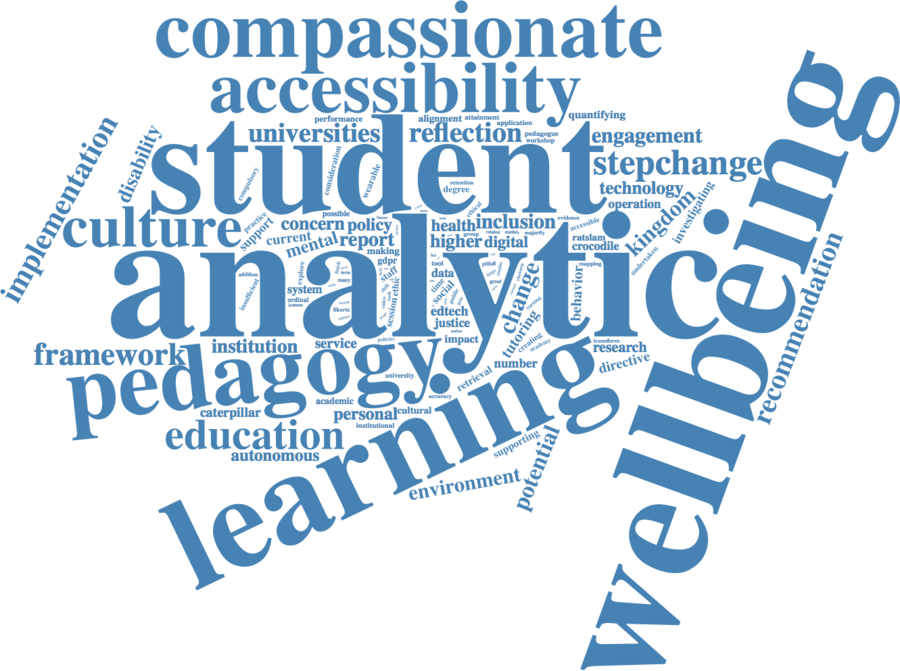 compassionate
accessibility
performance
alignment
attainment
application
quantifying
universities
reflection
pedagogue
workshop
engagement
student
stepchange
implementation
disability
compulsory
consideration
wearable
retention
degree
technology
operation
culture
practice
support
possible
concern
policy
ethical
health
inclusion
evidence
accessible
kingdom
investigating
undertaken
current
mental
report
group
related
majority
higher
digital
ratslam
crocodile
analytic
wellbeing
recommendation
making
gdpr
staff
explore
many
addition
insufficient
system
ordinal
likerts
session
ethic
tool
data
time
social
public
pitfall
great
change
behavior
mapping
edtech
justice
impact
tutoring
creating
academy
transform
framework
institution
service
policies
research
directive
pedagogy
university
retrieval
number
learning
caterpillar
academic
accuracy
personal
cultural
institutional
education
autonomous
supporting
environment
potential